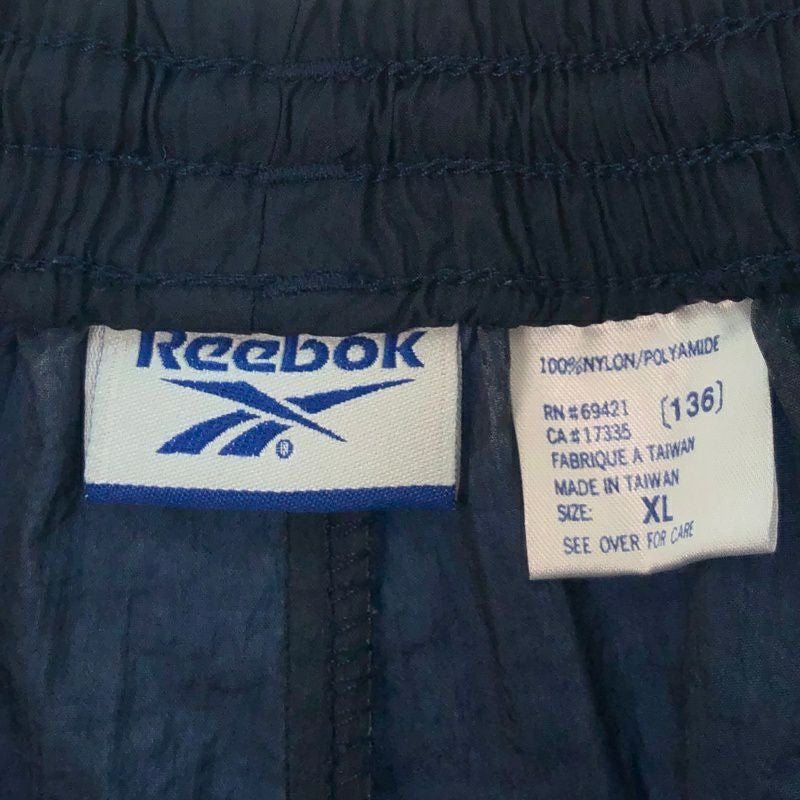 Reebok
100%NYLON/POLYAMIDE
RN#69421 [136]
CA#17335
FABRIQUE A TAIWAN
MADE IN TAIWAN
SIZE: XL
SEE OVER FOR CARE